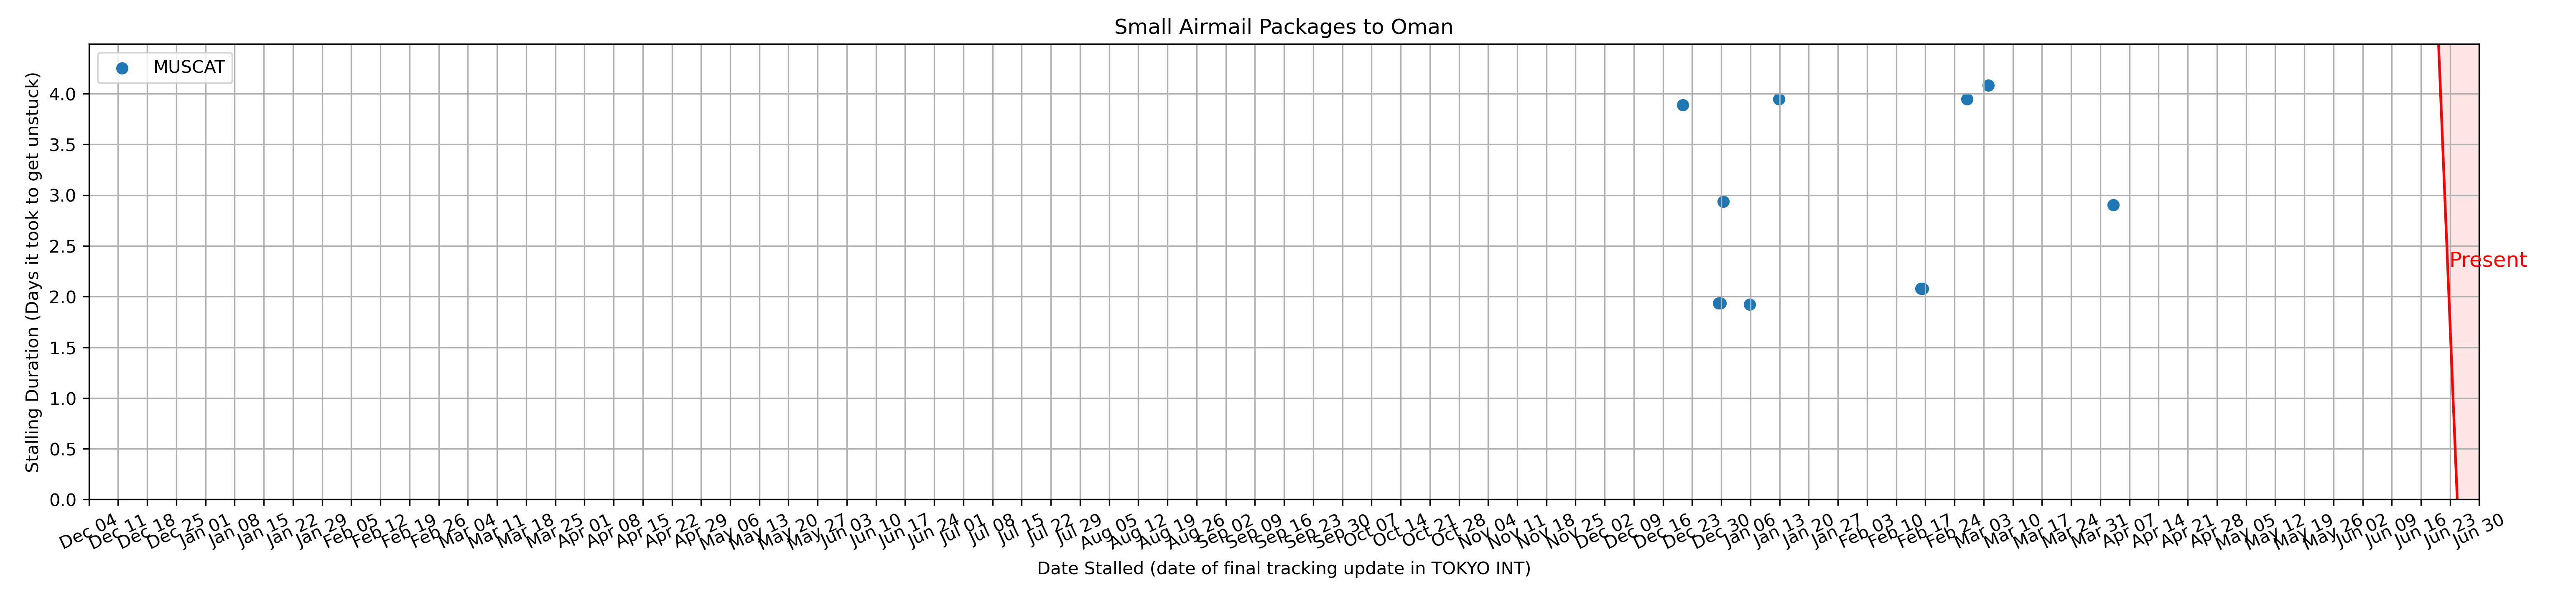 Small Airmail Packages to Oman
MUSCAT
Stalling Duration (Days it took to get unstuck)
4.0
3.5
3.0
2.5
2.0
1.5
1.0
0.5
0.0
Present
Dec 04 Dec 11 Dec 18 Dec 25 Jan 01 Jan 08 Jan 15 Jan 22 Jan 29 Feb 05 Feb 12 Feb 19 Feb 26 Mar 04 Mar 11 Mar 18 Mar 25 Apr 01 Apr 08 Apr 15 Apr 22 Apr 29 May 06 May 13 May 20 May 27 Jun 03 Jun 10 Jun 17 Jun 24 Jul 01 Jul 08 Jul 15 Jul 22 Jul 29 Aug 05 Aug 12 Aug 19 Aug 26 Sep 02 Sep 09 Sep 16 Sep 23 Sep 30 Oct 07 Oct 14 Oct 21 Oct 28 Nov 04 Nov 11 Nov 18 Nov 25 Dec 02 Dec 09 Dec 16 Dec 23 Dec 30 Jan 06 Jan 13 Jan 20 Jan 27 Feb 03 Feb 10 Feb 17 Feb 24 Mar 03 Mar 10 Mar 17 Mar 24 Mar 31 Apr 07 Apr 14 Apr 21 Apr 28 May 05 May 12 May 19 May 26 Jun 02 Jun 09 Jun 16 Jun 23 Jun 30
Date Stalled (date of final tracking update in TOKYO INT)